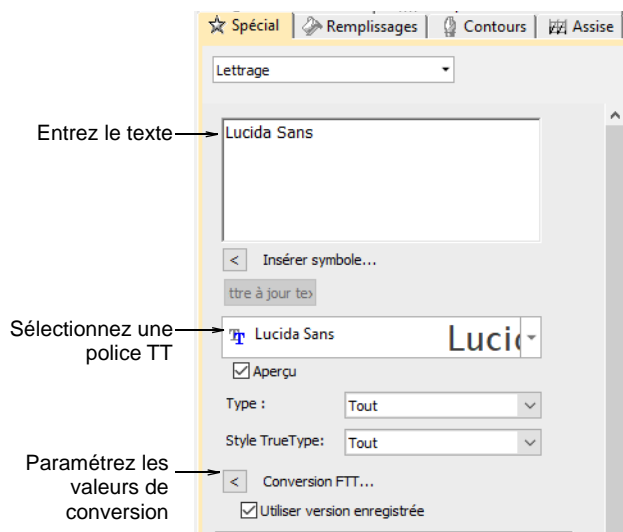 Spécial Remplissages Contours Assise
Lettrage
Entrez le texte
Lucida Sans
< Insérer symbole...
ttre à jour te
Sélectionnez une
police TT
Lucida Sans Luci
Aperçu
Type : Tout
Style TrueType: Tout
Paramétrez les
valeurs de
conversion
< Conversion FTT...
Utiliser version enregistrée